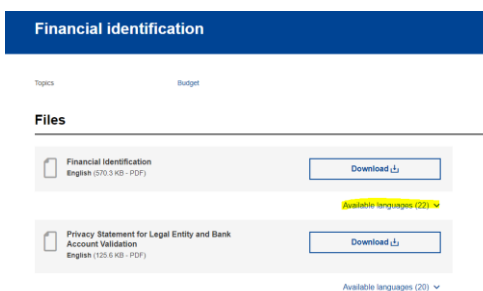 Financial identification
Topics
Budget
Files
Financial Identification
English (570.3 KB - PDF)
Download
Available languages (22)
Privacy Statement for Legal Entity and Bank
Account Validation
English (125.6 KB - PDF)
Download
Available languages (20)